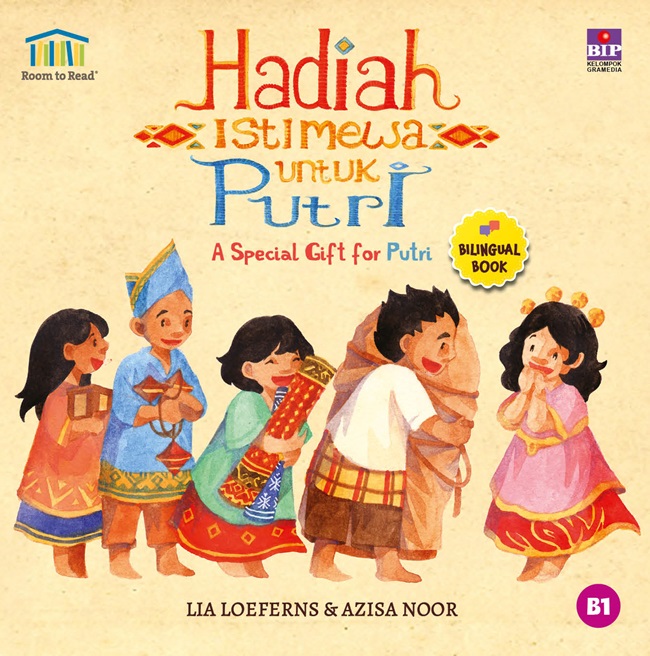 Room to Read®
BIP
KELOMPOK
GRAMEDIA
Hadiah
istimewa
untuk
Putri
A Special Gift for Putri
BILINGUAL
BOOK
LIA LOEFERNS & AZISA NOOR
B1